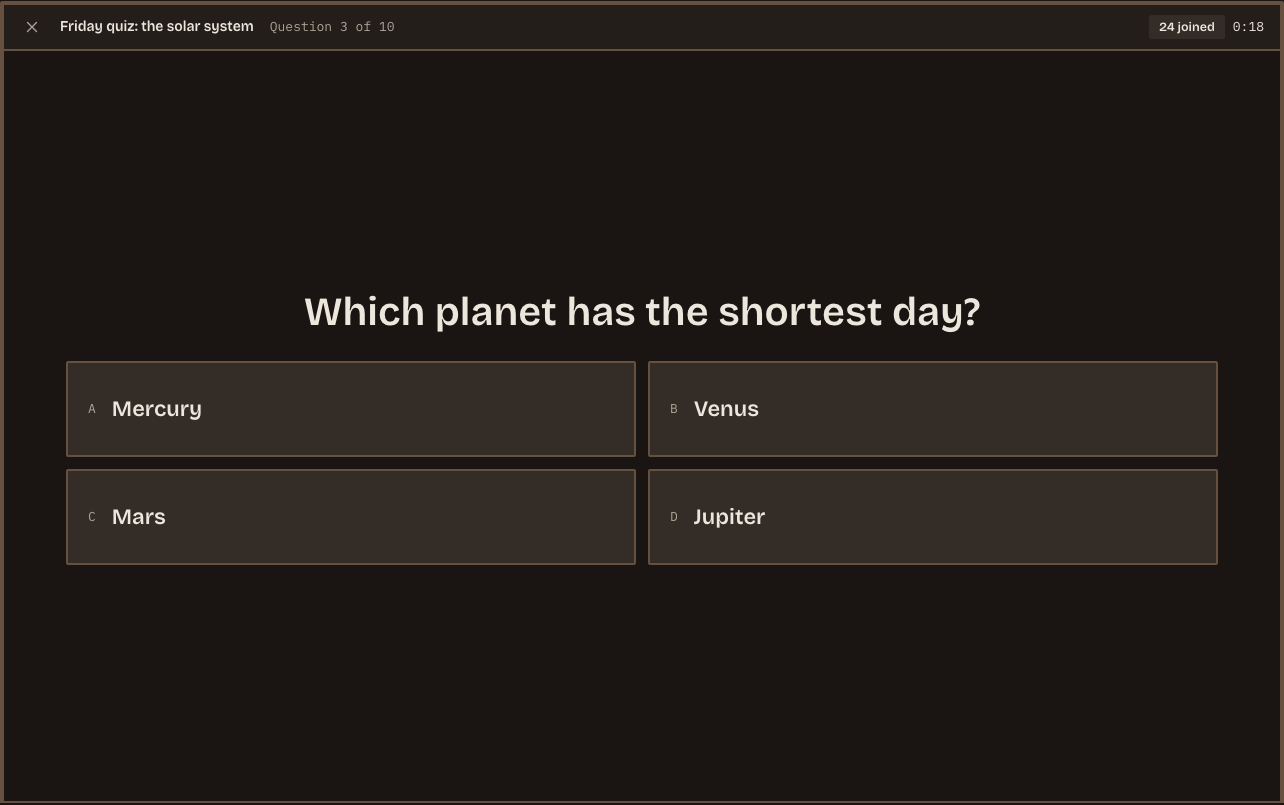 Friday quiz: the solar system Question 3 of 10 24 joined 0:18
Which planet has the shortest day?
A Mercury
B Venus
C Mars
D Jupiter